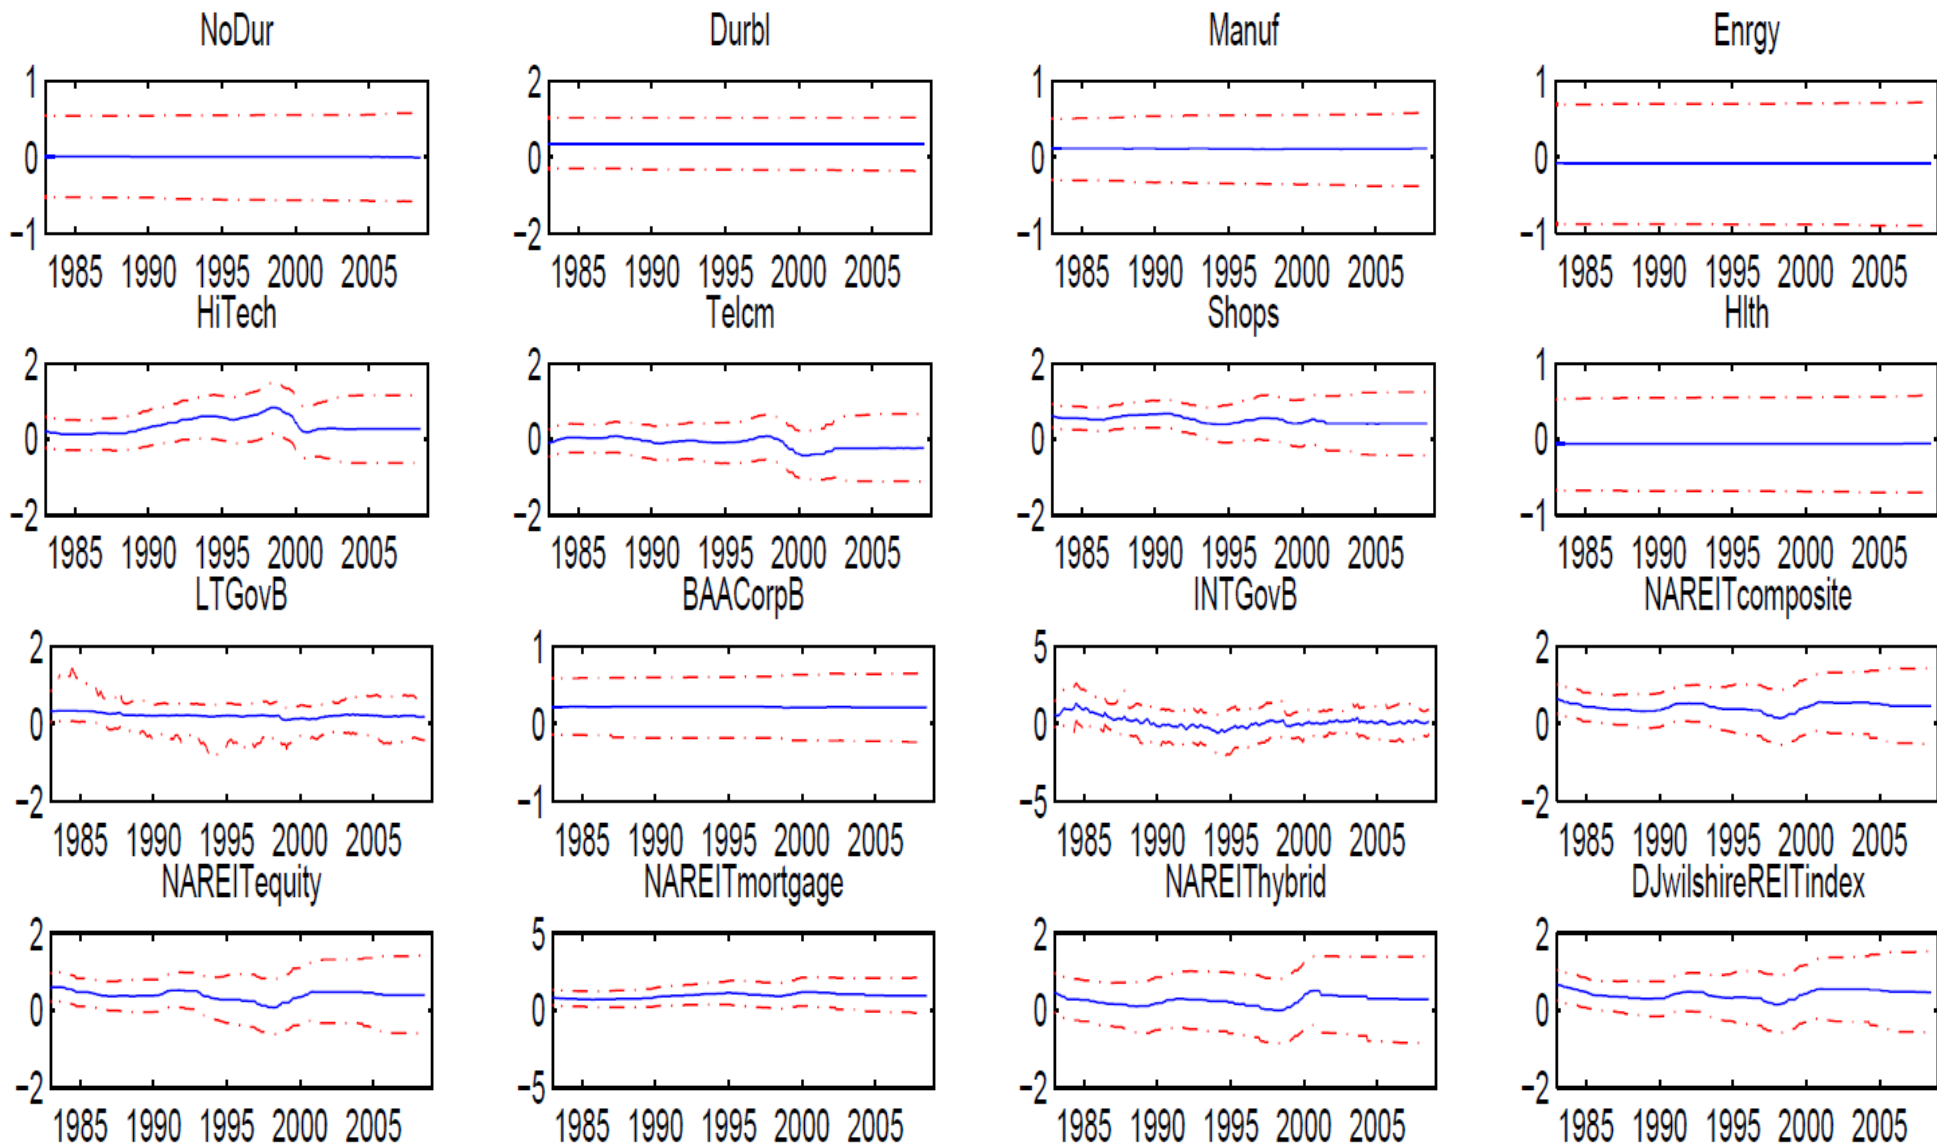 NoDur Durbl Manuf Enrgy
1 2 1 1
0 0 0 0
−1 −2 −1 −1
1985 1990 1995 2000 2005 1985 1990 1995 2000 2005 1985 1990 1995 2000 2005 1985 1990 1995 2000 2005
HiTech Telcm Shops Hlth
2 2 2 1
0 0 0 0
−2 −2 −2 −1
1985 1990 1995 2000 2005 1985 1990 1995 2000 2005 1985 1990 1995 2000 2005 1985 1990 1995 2000 2005
LTGovB BAACorpB INTGovB NAREITcomposite
2 1 5 2
0 0 0 0
−2 −1 −5 −2
1985 1990 1995 2000 2005 1985 1990 1995 2000 2005 1985 1990 1995 2000 2005 1985 1990 1995 2000 2005
NAREITequity NAREITmortgage NAREIThybrid DJwilshireREITindex
2 5 2 2
0 0 0 0
−2 −5 −2 −2
1985 1990 1995 2000 2005 1985 1990 1995 2000 2005 1985 1990 1995 2000 2005 1985 1990 1995 2000 2005